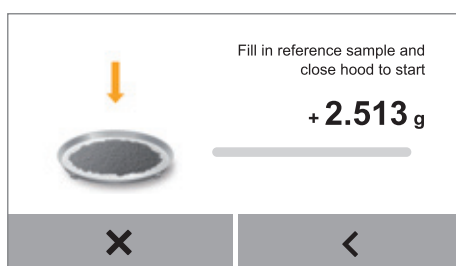 Fill in reference sample and
close hood to start
+ 2.513 g